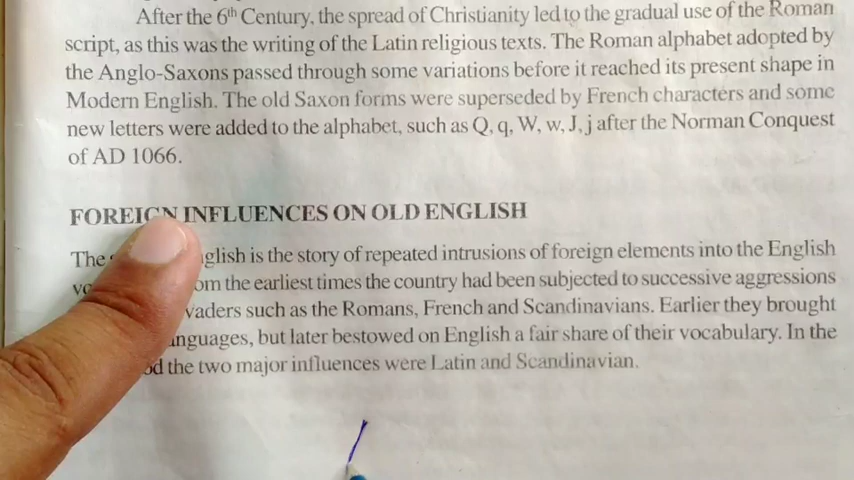 After the 6th Century, the spread of Christianity led to the gradual use of the Roman
script, as this was the writing of the Latin religious texts. The Roman alphabet adopted by
the Anglo-Saxons passed through some variations before it reached its present shape in
Modern English. The old Saxon forms were superseded by French characters and some
new letters were added to the alphabet, such as Q, q, W, w, J, j after the Norman Conquest
of AD 1066.
FOREIGN INFLUENCES ON OLD ENGLISH
The glish is the story of repeated intrusions of foreign elements into the English
om the earliest times the country had been subjected to successive aggressions
vaders such as the Romans, French and Scandinavians. Earlier they brought
nguages, but later bestowed on English a fair share of their vocabulary. In the
the two major influences were Latin and Scandinavian.